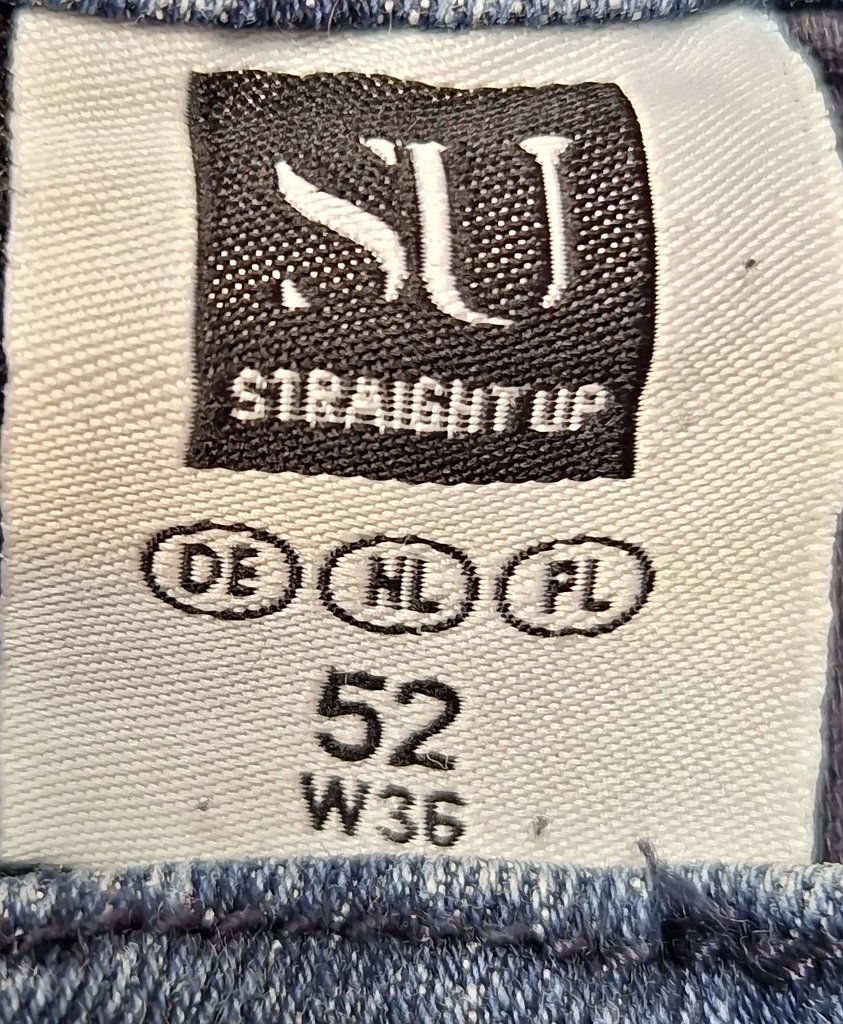 SU
STRAIGHT UP
DE NL PL
52
W36